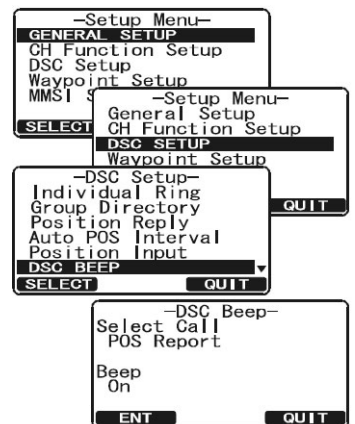 —Setup Menu—
GENERAL SETUP
CH Function Setup
DSC Setup
Waypoint Setup
MMSI S
SELECT
—Setup Menu—
General Setup
CH Function Setup
DSC SETUP
Waypoint Setup
QUIT
—DSC Setup—
Individual Ring
Group Directory
Position Reply
Auto POS Interval
Position Input
DSC BEEP
SELECT QUIT
—DSC Beep—
Select Call
POS Report
Beep
On
ENT QUIT